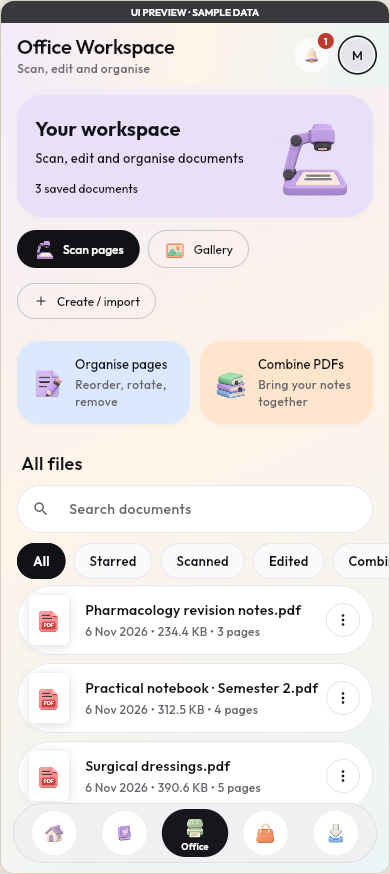 UI PREVIEW · SAMPLE DATA
Office Workspace
Scan, edit and organise
1
M
Your workspace
Scan, edit and organise documents
3 saved documents
Scan pages
Gallery
+ Create / import
Organise pages
Reorder, rotate,
remove
Combine PDFs
Bring your notes
together
All files
Search documents
All
Starred
Scanned
Edited
Combi
Pharmacology revision notes.pdf
6 Nov 2026 • 234.4 KB • 3 pages
PDF
Practical notebook · Semester 2.pdf
6 Nov 2026 • 312.5 KB • 4 pages
PDF
Surgical dressings.pdf
6 Nov 2026 • 390.6 KB • 5 pages
PDF
Office